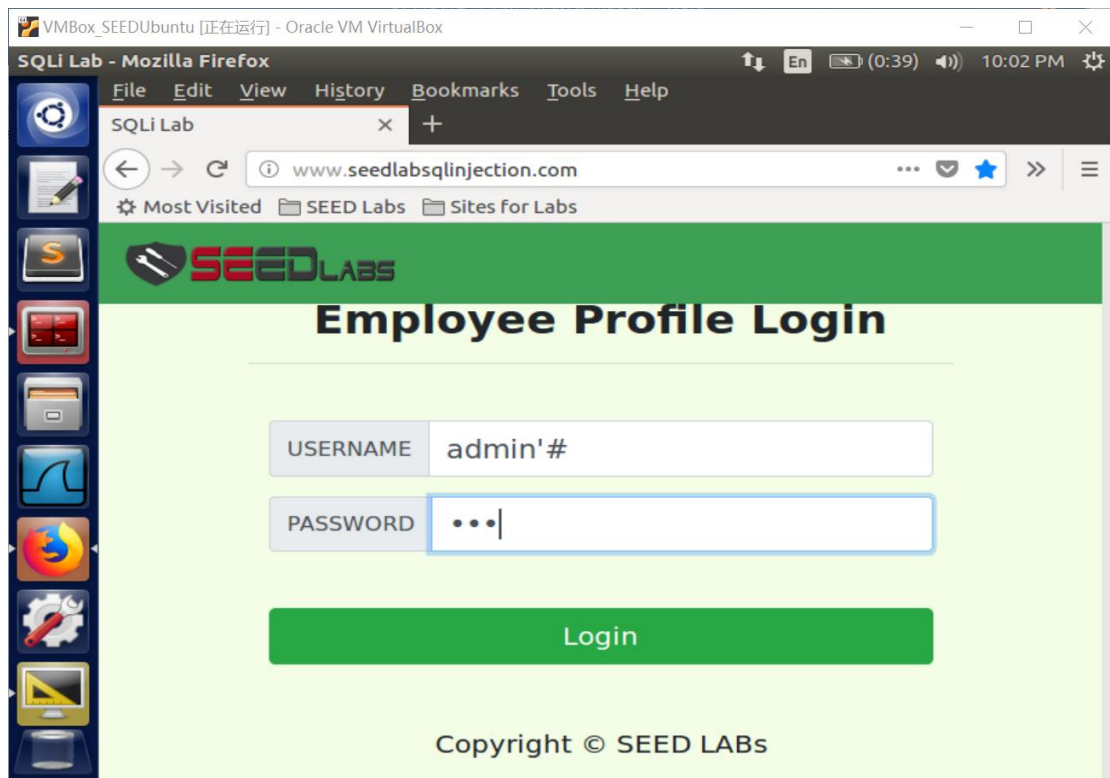 VMBox_SEEDUbuntu [正在运行] - Oracle VM VirtualBox
SQLi Lab - Mozilla Firefox En (0:39) 10:02 PM
File Edit View History Bookmarks Tools Help
SQLi Lab
www.seedlabsqlinjection.com
Most Visited SEED Labs Sites for Labs
SEEDLABS
Employee Profile Login
USERNAME admin'#
PASSWORD •••
Login
Copyright © SEED LABs